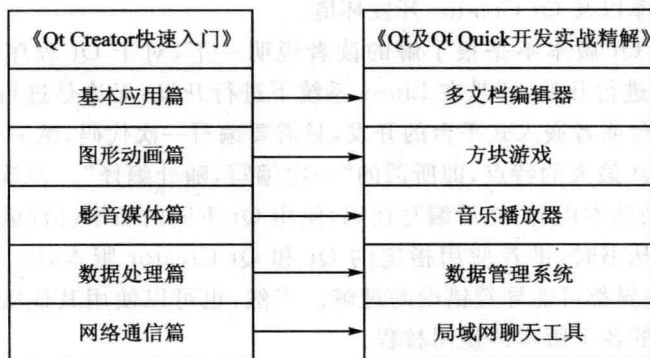 《Qt Creator快速入门》 《Qt及Qt Quick开发实战精解》
基本应用篇 多文档编辑器
图形动画篇 方块游戏
影音媒体篇 音乐播放器
数据处理篇 数据管理系统
网络通信篇 局域网聊天工具